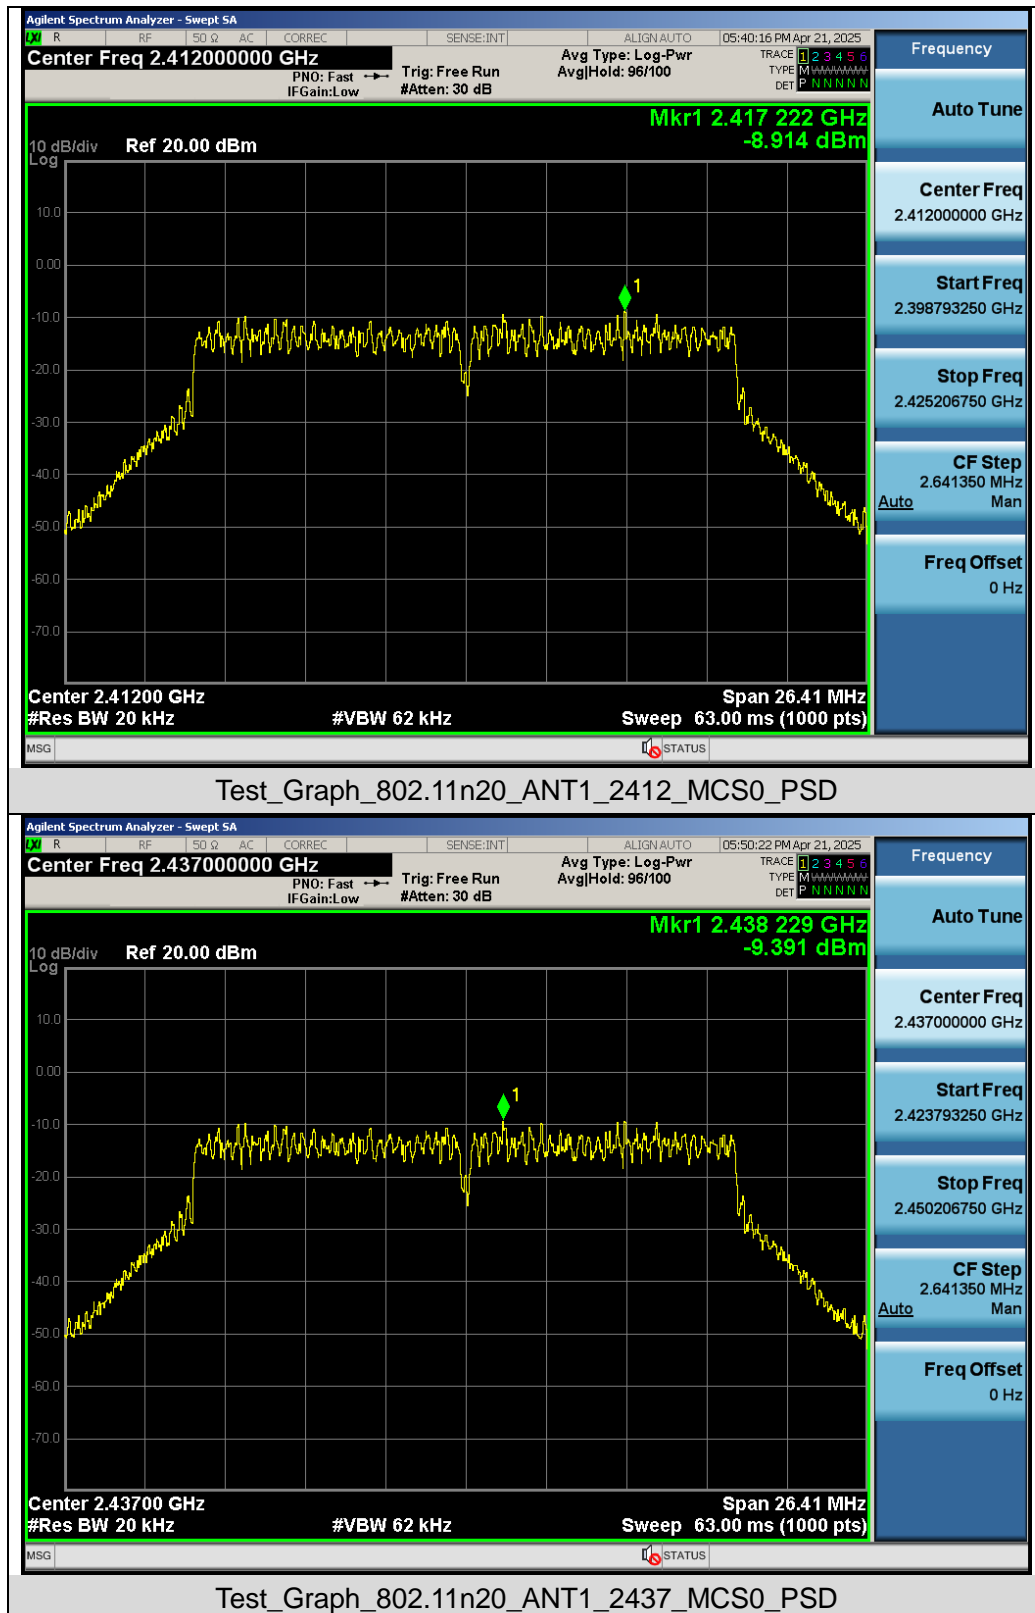 Agilent Spectrum Analyzer - Swept SA
LXI R RF 50 Ω AC CORREC SENSE:INT ALIGN AUTO 05:40:16 PM Apr 21, 2025
Center Freq 2.412000000 GHz
PNO: Fast
IFGain:Low
Trig: Free Run
#Atten: 30 dB
Avg Type: Log-Pwr
Avg|Hold: 96/100
TRACE 1 2 3 4 5 6
TYPE M WWWWW
DET P N N N N N
Mkr1 2.417 222 GHz
-8.914 dBm
10 dB/div Ref 20.00 dBm
Log
10.0
0.00
-10.0
-20.0
-30.0
-40.0
-50.0
-60.0
-70.0
1
Center 2.41200 GHz Span 26.41 MHz
#Res BW 20 kHz #VBW 62 kHz Sweep 63.00 ms (1000 pts)
MSG STATUS
Frequency
Auto Tune
Center Freq
2.412000000 GHz
Start Freq
2.398793250 GHz
Stop Freq
2.425206750 GHz
CF Step
2.641350 MHz
Auto Man
Freq Offset
0 Hz
Test_Graph_802.11n20_ANT1_2412_MCS0_PSD
Agilent Spectrum Analyzer - Swept SA
LXI R RF 50 Ω AC CORREC SENSE:INT ALIGN AUTO 05:50:22 PM Apr 21, 2025
Center Freq 2.437000000 GHz
PNO: Fast
IFGain:Low
Trig: Free Run
#Atten: 30 dB
Avg Type: Log-Pwr
Avg|Hold: 96/100
TRACE 1 2 3 4 5 6
TYPE M WWWWW
DET P N N N N N
Mkr1 2.438 229 GHz
-9.391 dBm
10 dB/div Ref 20.00 dBm
Log
10.0
0.00
-10.0
-20.0
-30.0
-40.0
-50.0
-60.0
-70.0
1
Center 2.43700 GHz Span 26.41 MHz
#Res BW 20 kHz #VBW 62 kHz Sweep 63.00 ms (1000 pts)
MSG STATUS
Frequency
Auto Tune
Center Freq
2.437000000 GHz
Start Freq
2.423793250 GHz
Stop Freq
2.450206750 GHz
CF Step
2.641350 MHz
Auto Man
Freq Offset
0 Hz
Test_Graph_802.11n20_ANT1_2437_MCS0_PSD